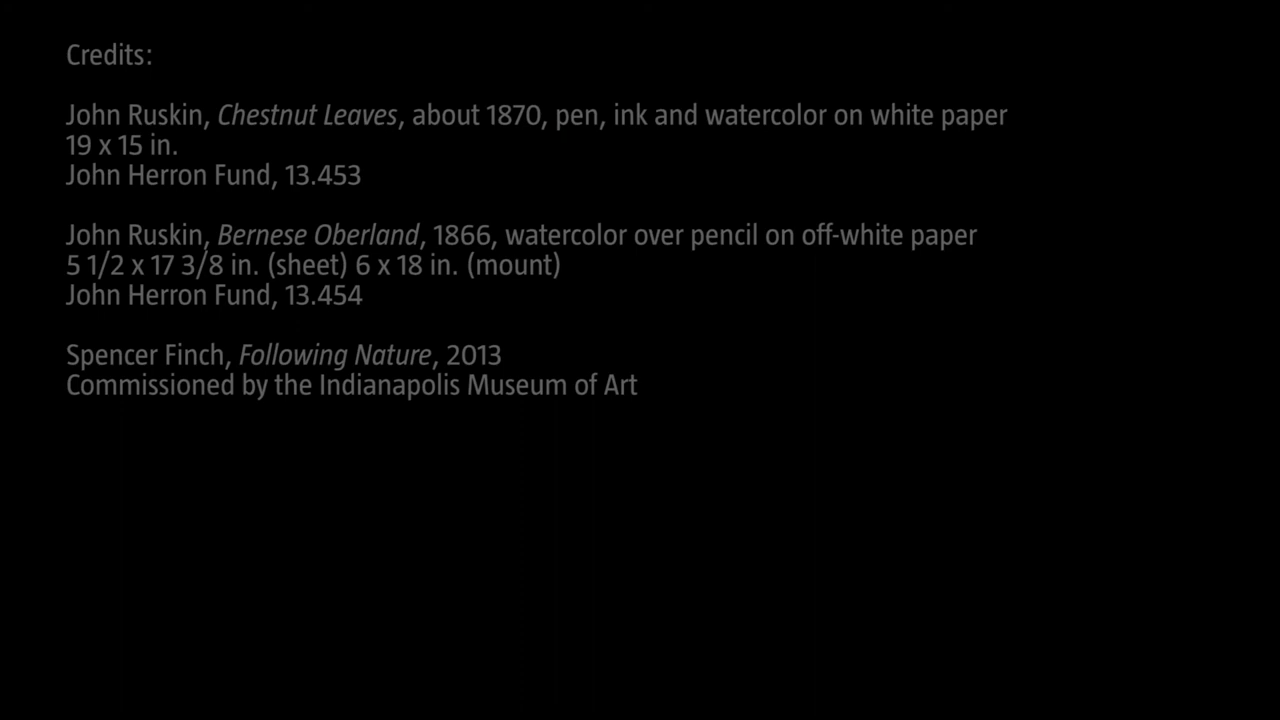 Credits:
John Ruskin, Chestnut Leaves, about 1870, pen, ink and watercolor on white paper
19 x 15 in.
John Herron Fund, 13.453
John Ruskin, Bernese Oberland, 1866, watercolor over pencil on off-white paper
5 1/2 x 17 3/8 in. (sheet) 6 x 18 in. (mount)
John Herron Fund, 13.454
Spencer Finch, Following Nature, 2013
Commissioned by the Indianapolis Museum of Art